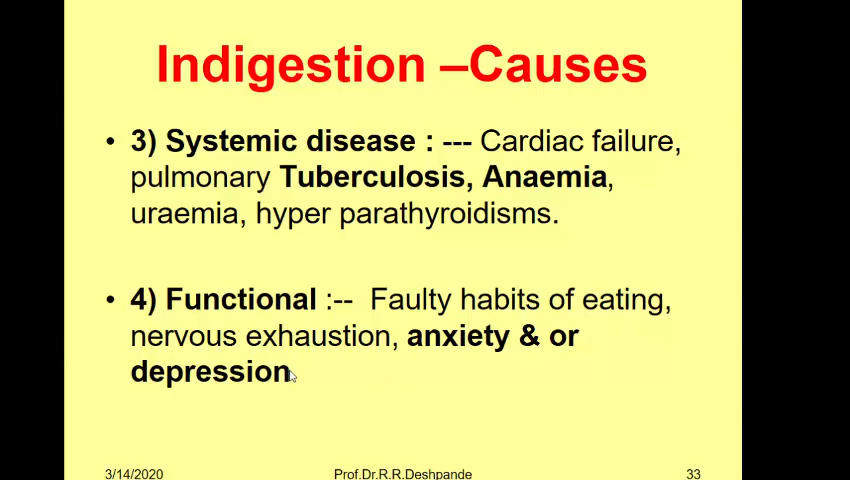 Indigestion –Causes
• 3) Systemic disease : --- Cardiac failure,
pulmonary Tuberculosis, Anaemia,
uraemia, hyper parathyroidisms.
• 4) Functional :-- Faulty habits of eating,
nervous exhaustion, anxiety & or
depression
3/14/2020 Prof.Dr.R.R.Deshpande 33